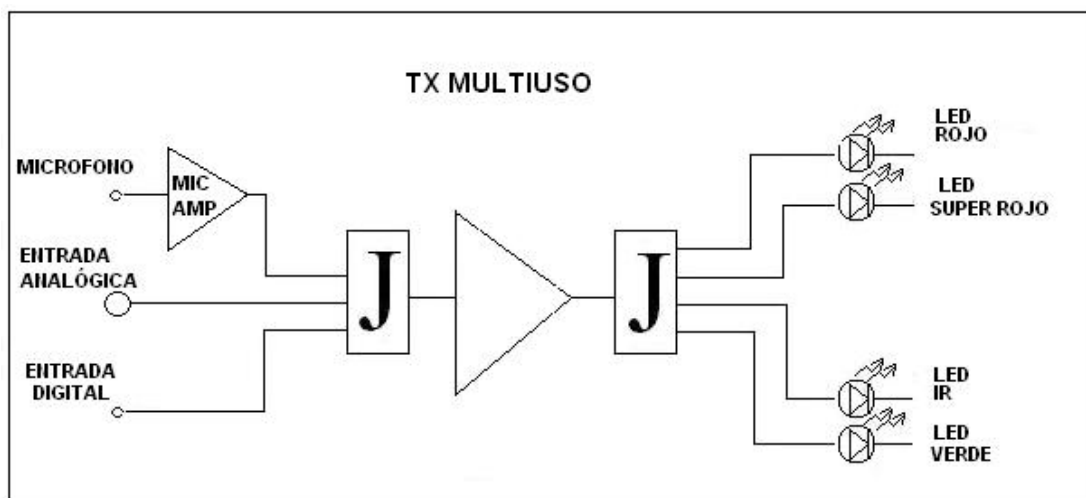 TX MULTIUSO
MICROFONO
MIC
AMP
ENTRADA
ANALÓGICA
ENTRADA
DIGITAL
J
J
LED
ROJO
LED
SUPER ROJO
LED
IR
LED
VERDE